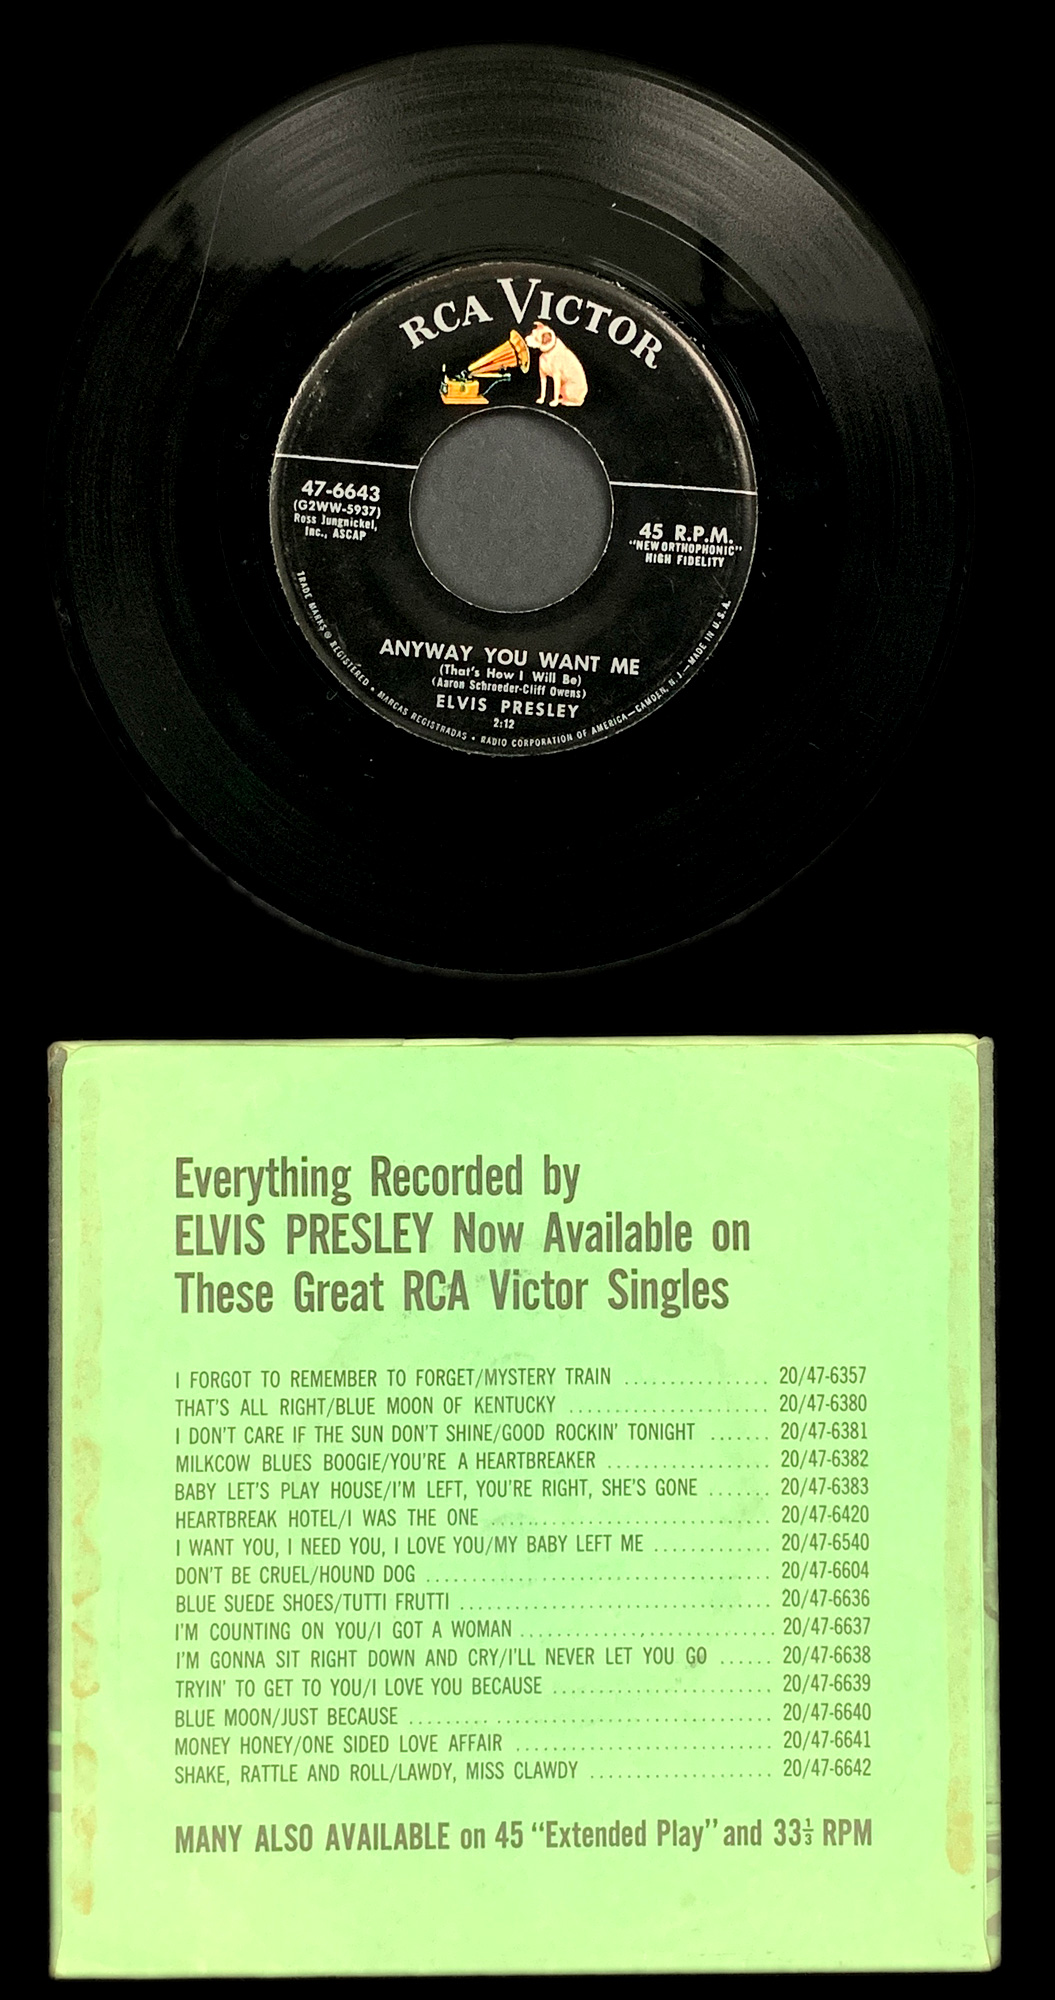 RCA VICTOR
47-6643
(G2WW-5937)
Ross Jungnickel,
Inc., ASCAP
45 R.P.M.
"NEW ORTHOPHONIC"
HIGH FIDELITY
ANYWAY YOU WANT ME
(That's How I Will Be)
(Aaron Schroeder-Cliff Owens)
ELVIS PRESLEY
2:12
TRADE MARKS ® REGISTERED • MARCAS REGISTRADAS • RADIO CORPORATION OF AMERICA—CAMDEN, N. J.—MADE IN U.S.A.
Everything Recorded by
ELVIS PRESLEY Now Available on
These Great RCA Victor Singles
I FORGOT TO REMEMBER TO FORGET/MYSTERY TRAIN ................ 20/47-6357
THAT'S ALL RIGHT/BLUE MOON OF KENTUCKY ........................ 20/47-6380
I DON'T CARE IF THE SUN DON'T SHINE/GOOD ROCKIN' TONIGHT ....... 20/47-6381
MILKCOW BLUES BOOGIE/YOU'RE A HEARTBREAKER .................. 20/47-6382
BABY LET'S PLAY HOUSE/I'M LEFT, YOU'RE RIGHT, SHE'S GONE ....... 20/47-6383
HEARTBREAK HOTEL/I WAS THE ONE ............................... 20/47-6420
I WANT YOU, I NEED YOU, I LOVE YOU/MY BABY LEFT ME ............. 20/47-6540
DON'T BE CRUEL/HOUND DOG ...................................... 20/47-6604
BLUE SUEDE SHOES/TUTTI FRUTTI .................................. 20/47-6636
I'M COUNTING ON YOU/I GOT A WOMAN ............................ 20/47-6637
I'M GONNA SIT RIGHT DOWN AND CRY/I'LL NEVER LET YOU GO ...... 20/47-6638
TRYIN' TO GET TO YOU/I LOVE YOU BECAUSE ........................ 20/47-6639
BLUE MOON/JUST BECAUSE ........................................ 20/47-6640
MONEY HONEY/ONE SIDED LOVE AFFAIR ............................ 20/47-6641
SHAKE, RATTLE AND ROLL/LAWDY, MISS CLAWDY .................... 20/47-6642
MANY ALSO AVAILABLE on 45 "Extended Play" and 33⅓ RPM